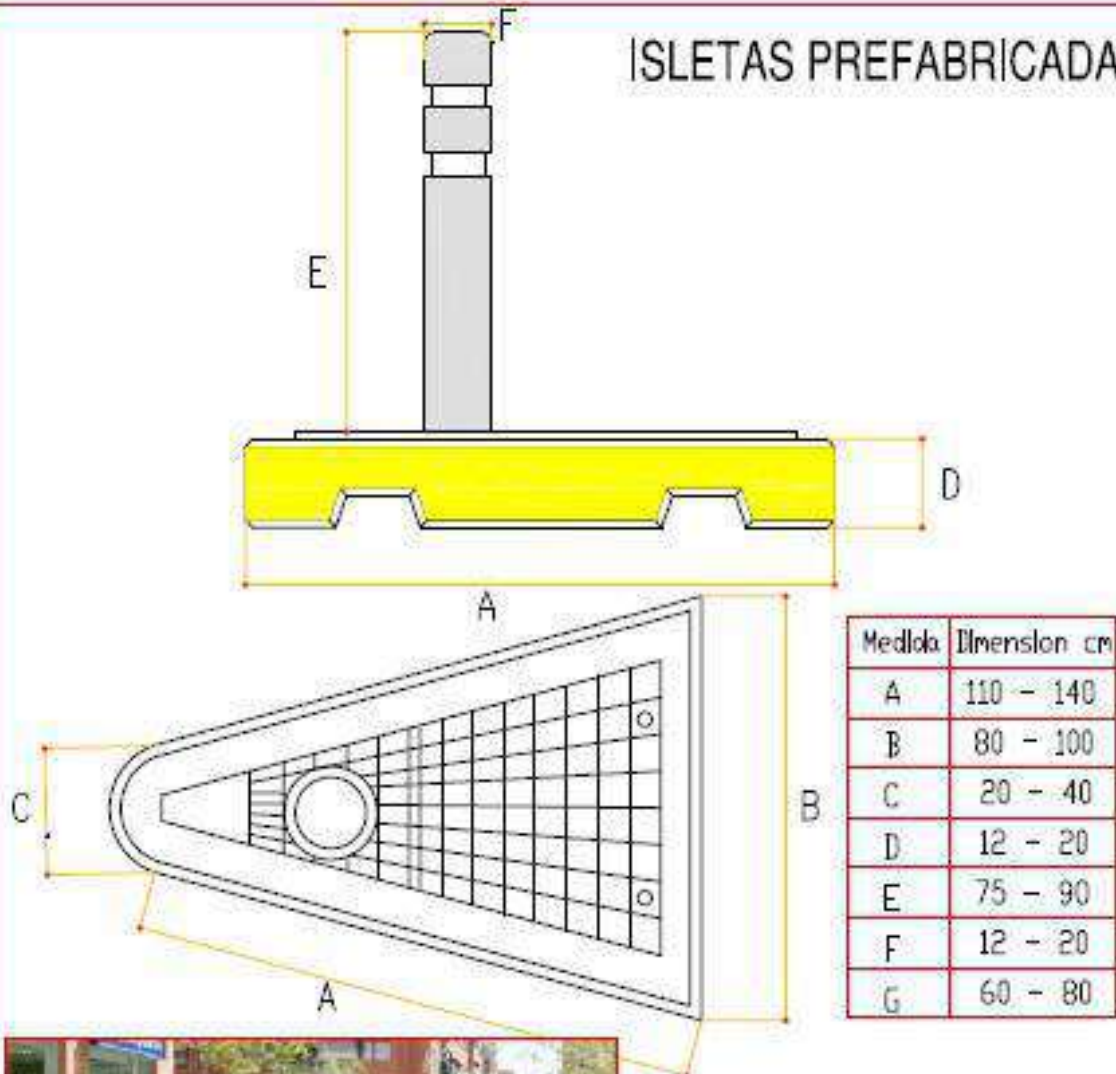 F
ISLETAS PREFABRICADA
E
D
A
C
B
A
Medida Dimension cm
A 110 - 140
B 80 - 100
C 20 - 40
D 12 - 20
E 75 - 90
F 12 - 20
G 60 - 80